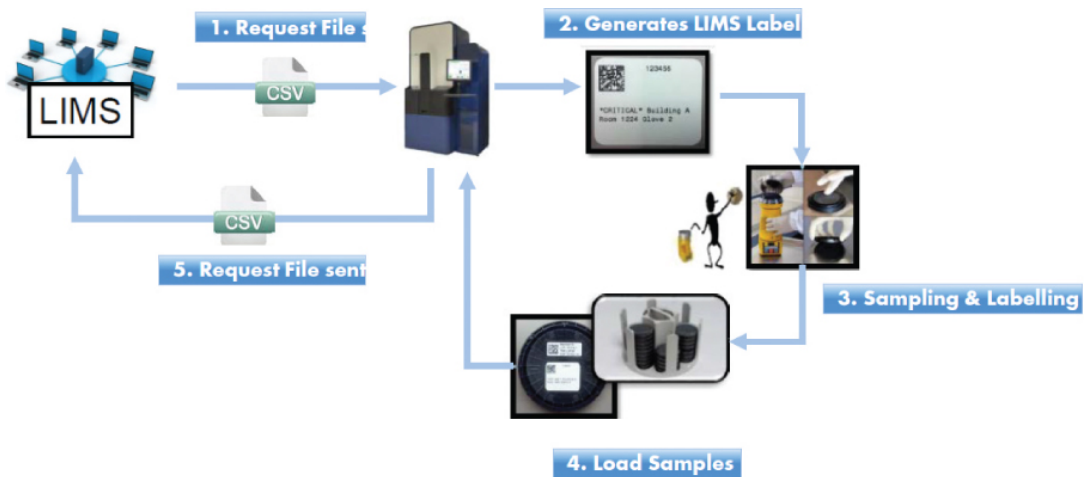 1. Request File s
2. Generates LIMS Label
CSV
LIMS
123456
*CRITICAL* Building A
Room 1224 Glove 2
CSV
5. Request File sent
3. Sampling & Labelling
4. Load Samples